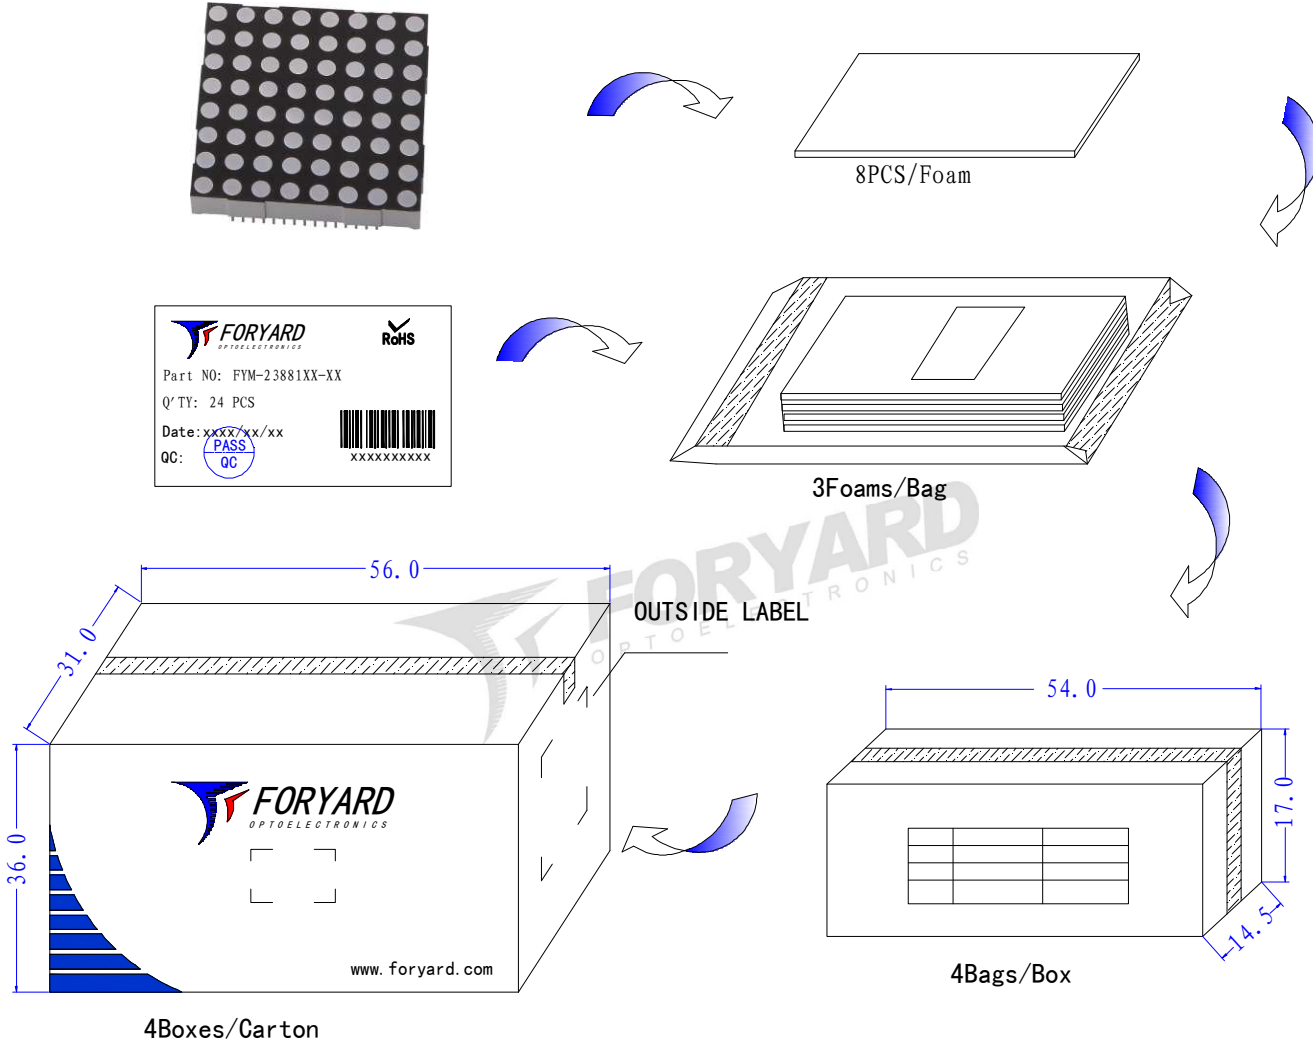 8PCS/Foam
FORYARD
OPTOELECTRONICS
RoHS
Part NO: FYM-23881XX-XX
Q'TY: 24 PCS
Date:xxxx/xx/xx
QC:
PASS
QC
xxxxxxxxxx
3Foams/Bag
FORYARD
OPTOELECTRONICS
56.0
31.0
36.0
OUTSIDE LABEL
FORYARD
OPTOELECTRONICS
www.foryard.com
4Boxes/Carton
54.0
17.0
14.5
4Bags/Box